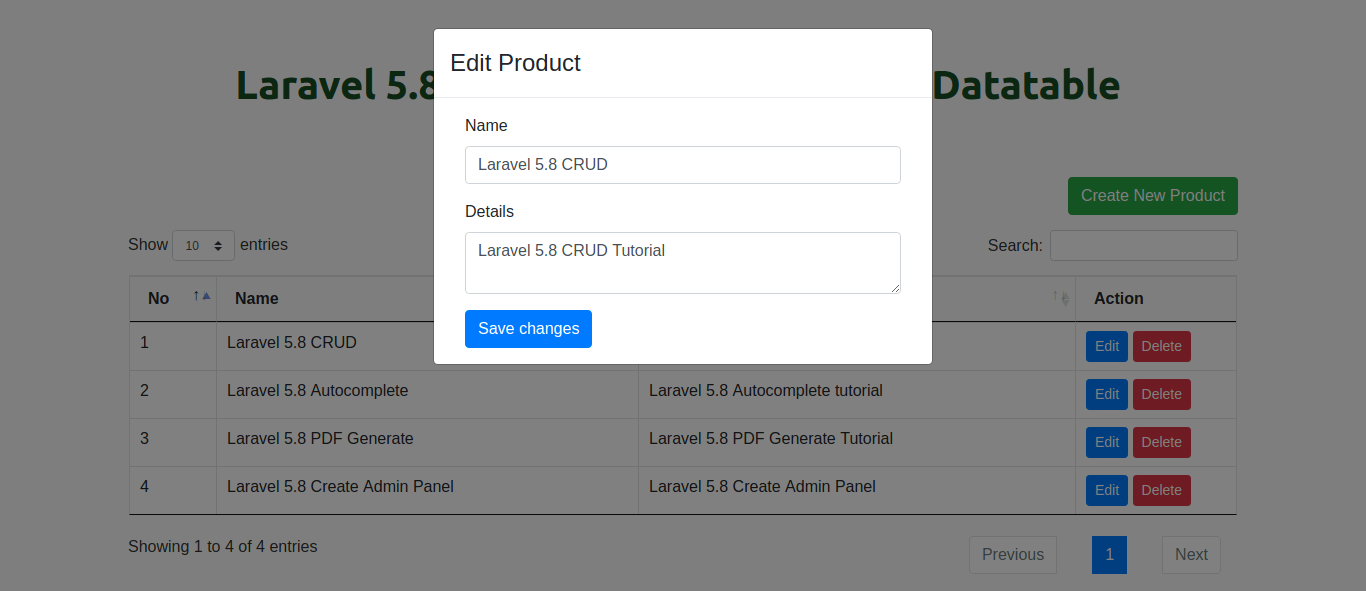 Edit Product
Laravel 5.8 Datatable
Name
Laravel 5.8 CRUD
Create New Product
Details
Show 10 entries Search:
Laravel 5.8 CRUD Tutorial
No Name Action
Save changes
1 Laravel 5.8 CRUD Edit Delete
2 Laravel 5.8 Autocomplete Laravel 5.8 Autocomplete tutorial Edit Delete
3 Laravel 5.8 PDF Generate Laravel 5.8 PDF Generate Tutorial Edit Delete
4 Laravel 5.8 Create Admin Panel Laravel 5.8 Create Admin Panel Edit Delete
Showing 1 to 4 of 4 entries Previous 1 Next